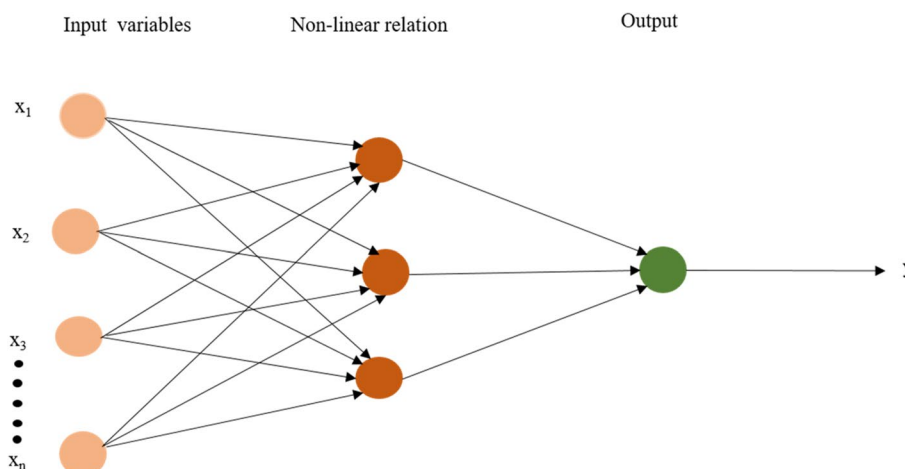 Input variables
Non-linear relation
Output
x₁
x₂
x₃
xₙ